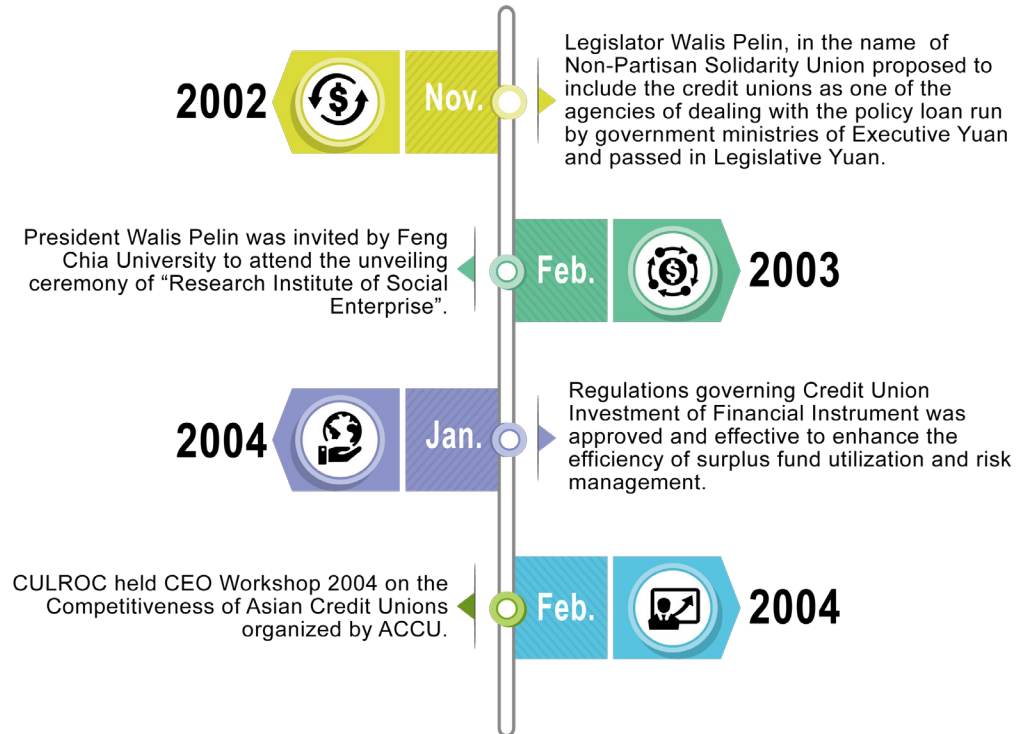 2002
Nov.
Legislator Walis Pelin, in the name of
Non-Partisan Solidarity Union proposed to
include the credit unions as one of the
agencies of dealing with the policy loan run
by government ministries of Executive Yuan
and passed in Legislative Yuan.
President Walis Pelin was invited by Feng
Chia University to attend the unveiling
ceremony of “Research Institute of Social
Enterprise”.
Feb.
2003
2004
Jan.
Regulations governing Credit Union
Investment of Financial Instrument was
approved and effective to enhance the
efficiency of surplus fund utilization and risk
management.
CULROC held CEO Workshop 2004 on the
Competitiveness of Asian Credit Unions
organized by ACCU.
Feb.
2004